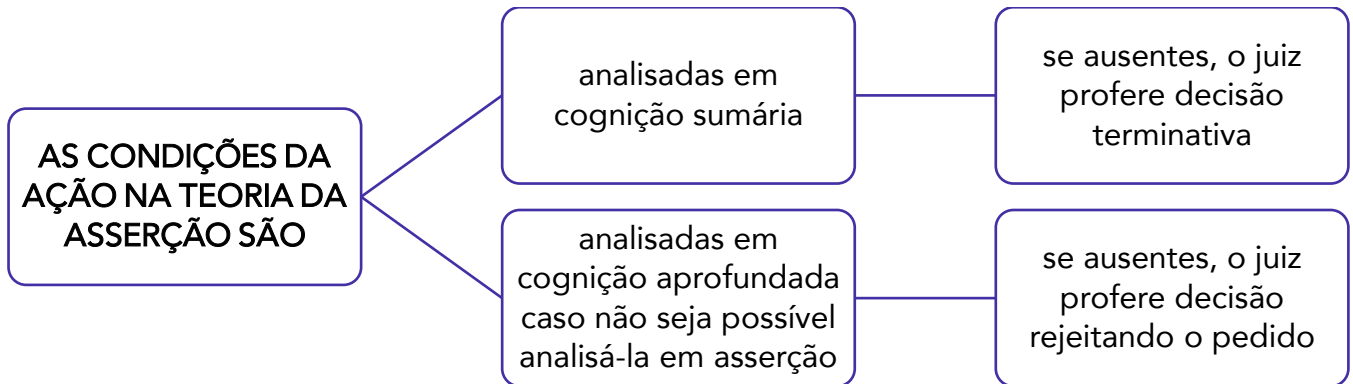 AS CONDIÇÕES DA
AÇÃO NA TEORIA DA
ASSERÇÃO SÃO
analisadas em
cognição sumária
se ausentes, o juiz
profere decisão
terminativa
analisadas em
cognição aprofundada
caso não seja possível
analisá-la em asserção
se ausentes, o juiz
profere decisão
rejeitando o pedido